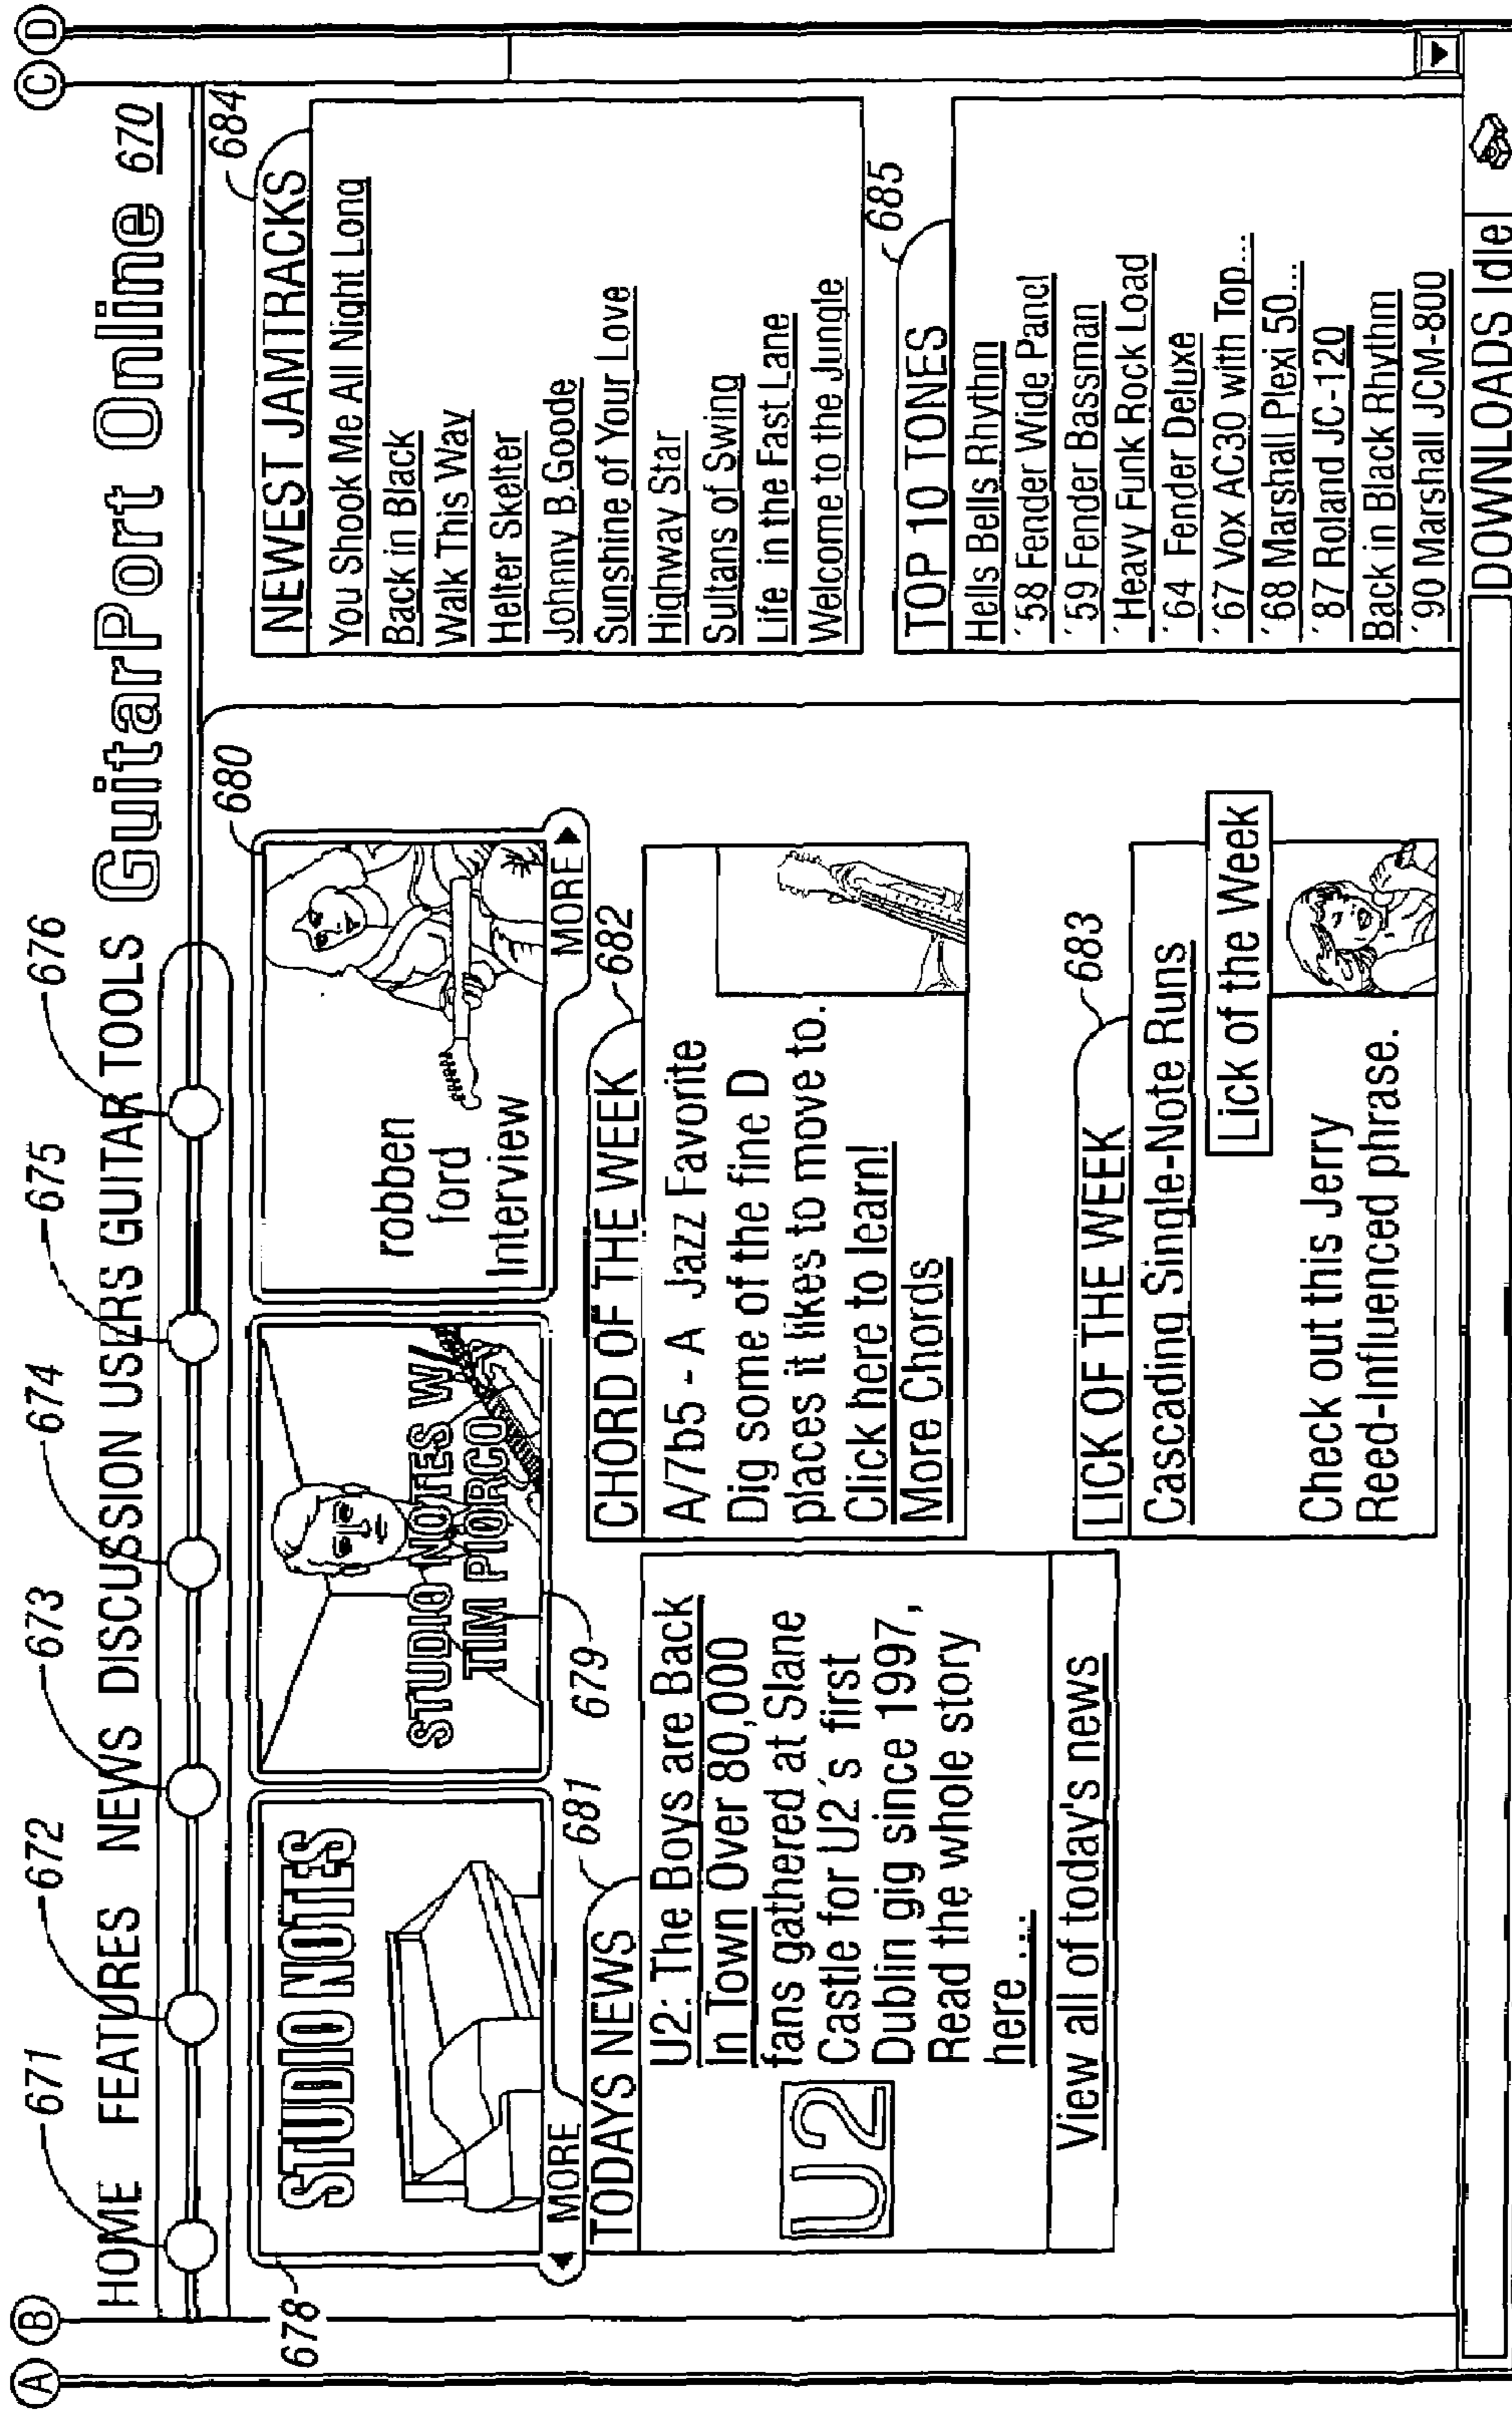 A B C D
671 672 673 674 675 676
HOME FEATURES NEWS DISCUSSION USERS GUITAR TOOLS GuitarPort Online 670
678
STUDIO NOTES
MORE
STUDIO NOTES W/
TIM PIORCO
679
680
robben
ford
Interview
MORE
681
TODAYS NEWS
U2
U2: The Boys are Back
In Town Over 80,000
fans gathered at Slane
Castle for U2´s first
Dublin gig since 1997,
Read the whole story
here ...
View all of today's news
682
CHORD OF THE WEEK
A/7b5 - A Jazz Favorite
Dig some of the fine D
places it likes to move to.
Click here to learn!
More Chords
683
LICK OF THE WEEK
Cascading Single-Note Runs
Lick of the Week
Check out this Jerry
Reed-Influenced phrase.
684
NEWEST JAMTRACKS
You Shook Me All Night Long
Back in Black
Walk This Way
Helter Skelter
Johnny B.Goode
Sunshine of Your Love
Highway Star
Sultans of Swing
Life in the Fast Lane
Welcome to the Jungle
685
TOP 10 TONES
Hells Bells Rhythm
´58 Fender Wide Panel
´59 Fender Bassman
´Heavy Funk Rock Load
´64 Fender Deluxe
´67 Vox AC30 with Top...
´68 Marshall Plexi 50...
´87 Roland JC-120
Back in Black Rhythm
´90 Marshall JCM-800
DOWNLOADS Idle